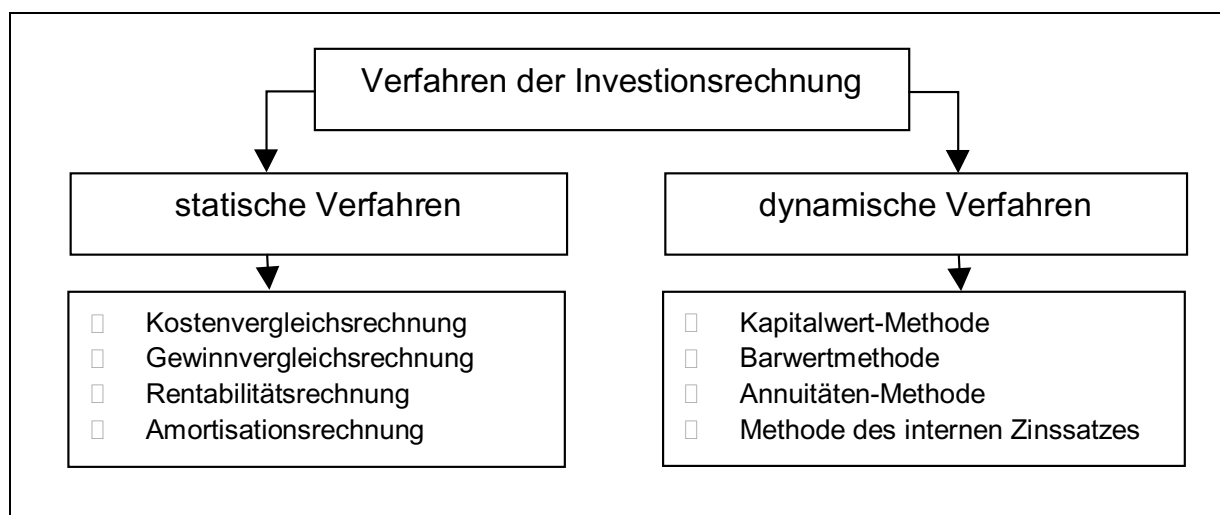 Verfahren der Investionsrechnung
statische Verfahren
dynamische Verfahren
Kostenvergleichsrechnung
Gewinnvergleichsrechnung
Rentabilitätsrechnung
Amortisationsrechnung
Kapitalwert-Methode
Barwertmethode
Annuitäten-Methode
Methode des internen Zinssatzes